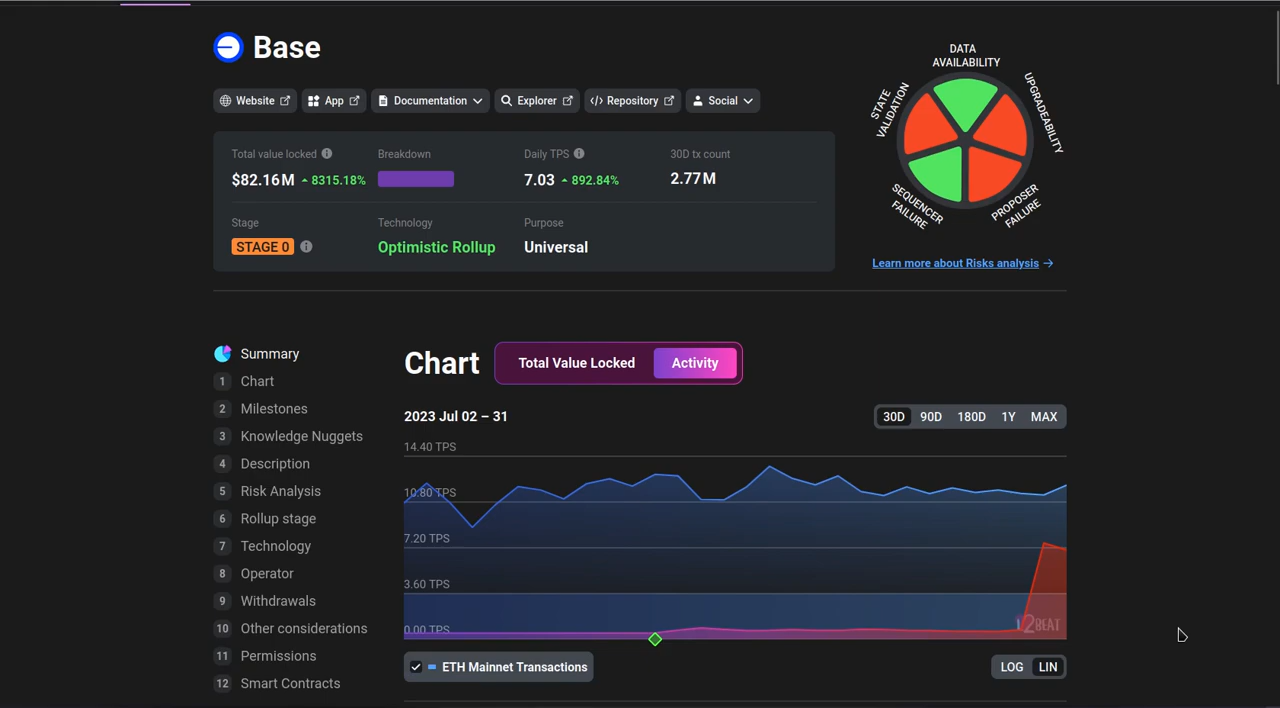 Base
DATA
AVAILABILITY
UPGRADEABILITY
PROPOSER
FAILURE
SEQUENCER
FAILURE
STATE
VALIDATION
Learn more about Risks analysis →
Website
App
Documentation
Explorer
</> Repository
Social
Total value locked
Breakdown
Daily TPS
30D tx count
$82.16M 8315.18%
7.03 892.84%
2.77M
Stage
Technology
Purpose
STAGE 0
Optimistic Rollup
Universal
Summary
1 Chart
2 Milestones
3 Knowledge Nuggets
4 Description
5 Risk Analysis
6 Rollup stage
7 Technology
8 Operator
9 Withdrawals
10 Other considerations
11 Permissions
12 Smart Contracts
Chart
Total Value Locked
Activity
2023 Jul 02 – 31
30D 90D 180D 1Y MAX
14.40 TPS
10.80 TPS
7.20 TPS
3.60 TPS
0.00 TPS
L2BEAT
ETH Mainnet Transactions
LOG LIN